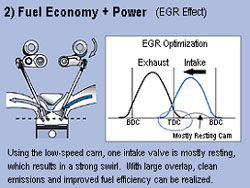 2) Fuel Economy + Power (EGR Effect)
EGR Optimization
Exhaust Intake
BDC TDC BDC
Mostly Resting Cam
Using the low-speed cam, one intake valve is mostly resting,
which results in a strong swirl. With large overlap, clean
emissions and improved fuel efficiency can be realized.